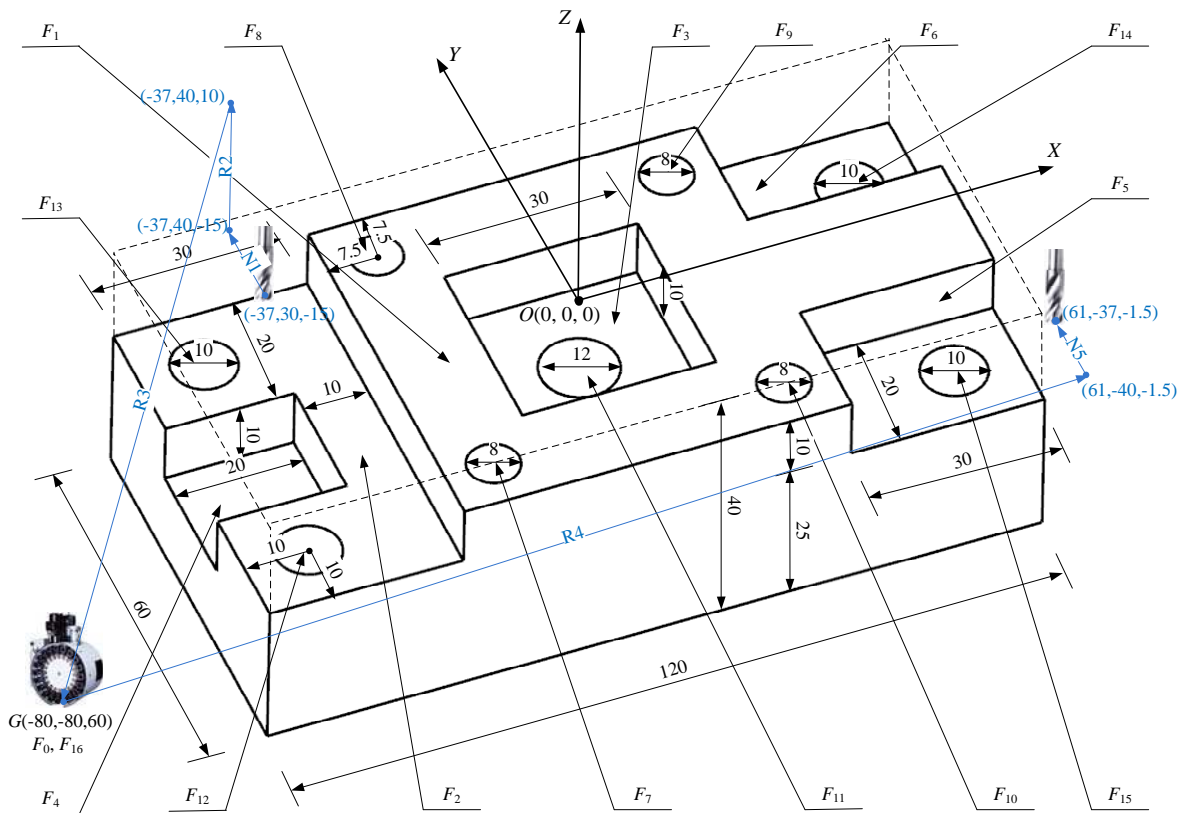 F₁
F₈
Z
F₃
F₉
F₆
F₁₄
Y
(-37,40,10)
X
8
10
R2
30
F₅
F₁₃
7.5
(-37,40,-15)
7.5
30
N1
10
(-37,30,-15)
O(0, 0, 0)
(61,-37,-1.5)
20
N5
10
12
10
8
20
(61,-40,-1.5)
10
R3
10
10
8
20
30
40
25
R4
10
10
60
120
G(-80,-80,60)
F₀, F₁₆
F₄
F₁₂
F₂
F₇
F₁₁
F₁₀
F₁₅